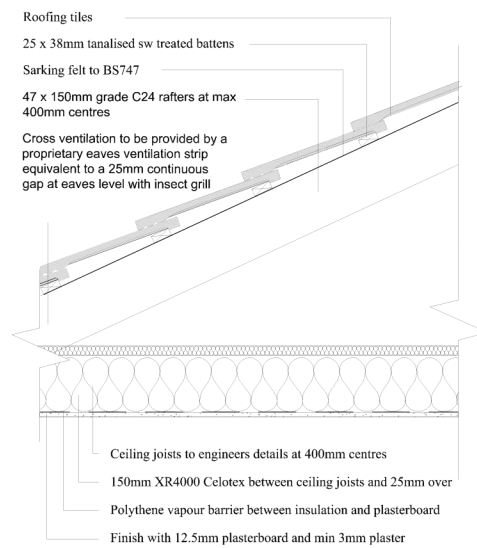 Roofing tiles
25 x 38mm tanalised sw treated battens
Sarking felt to BS747
47 x 150mm grade C24 rafters at max
400mm centres
Cross ventilation to be provided by a
proprietary eaves ventilation strip
equivalent to a 25mm continuous
gap at eaves level with insect grill
Ceiling joists to engineers details at 400mm centres
150mm XR4000 Celotex between ceiling joists and 25mm over
Polythene vapour barrier between insulation and plasterboard
Finish with 12.5mm plasterboard and min 3mm plaster